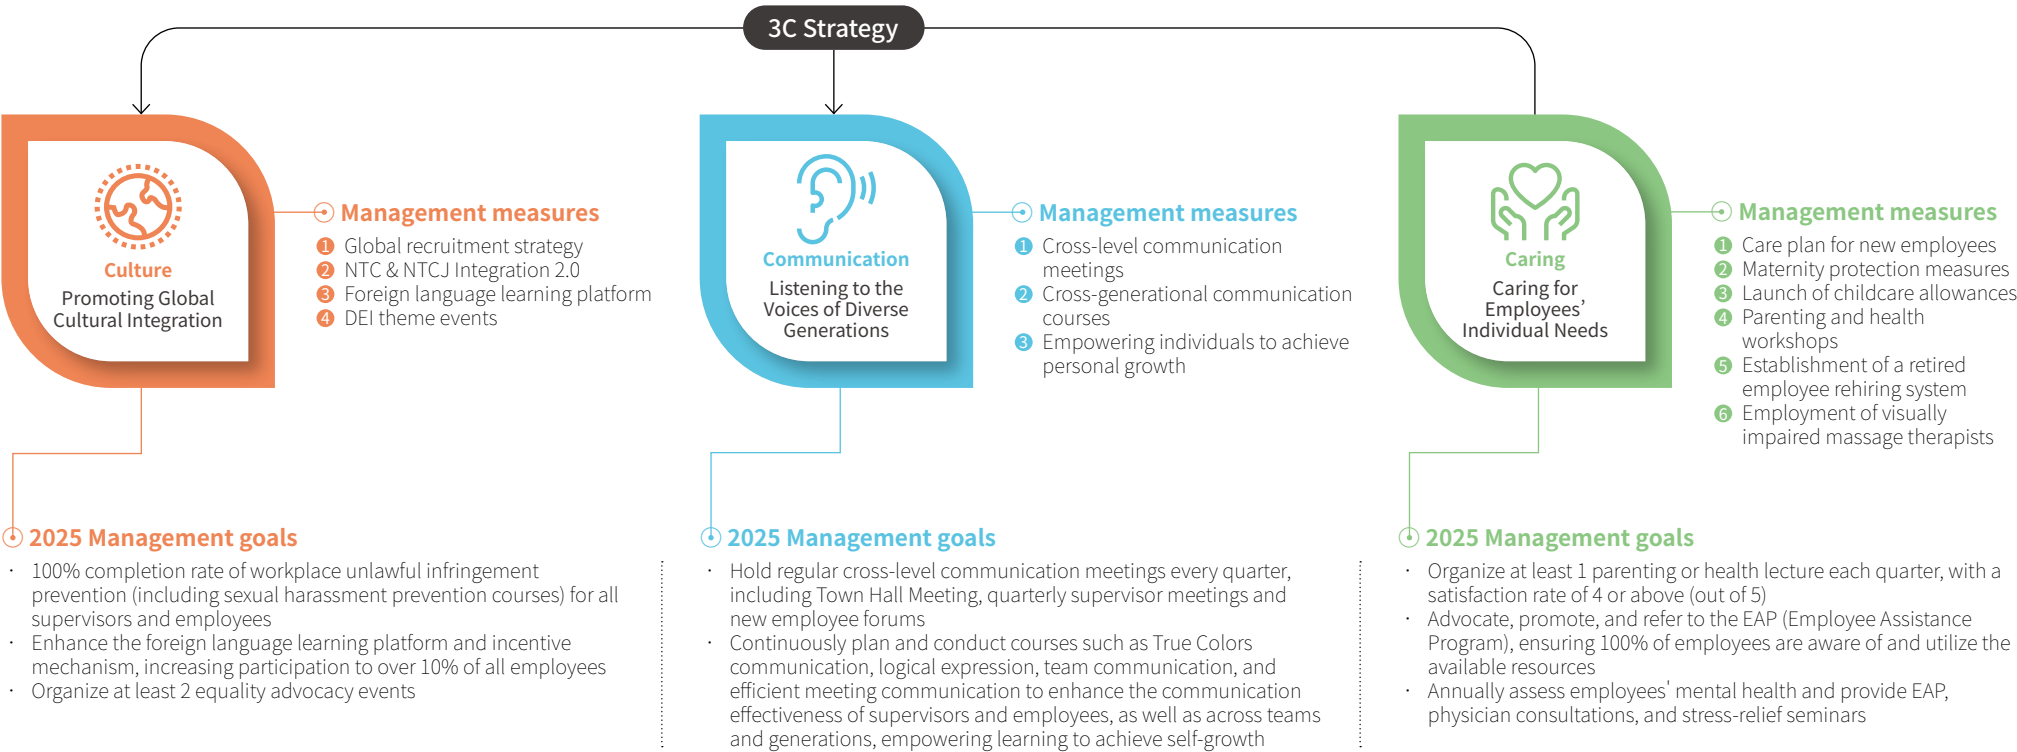 3C Strategy
Culture
Promoting Global
Cultural Integration
Management measures
1 Global recruitment strategy
2 NTC & NTCJ Integration 2.0
3 Foreign language learning platform
4 DEI theme events
2025 Management goals
· 100% completion rate of workplace unlawful infringement
prevention (including sexual harassment prevention courses) for all
supervisors and employees
· Enhance the foreign language learning platform and incentive
mechanism, increasing participation to over 10% of all employees
· Organize at least 2 equality advocacy events
Communication
Listening to the
Voices of Diverse
Generations
Management measures
1 Cross-level communication
meetings
2 Cross-generational communication
courses
3 Empowering individuals to achieve
personal growth
2025 Management goals
· Hold regular cross-level communication meetings every quarter,
including Town Hall Meeting, quarterly supervisor meetings and
new employee forums
· Continuously plan and conduct courses such as True Colors
communication, logical expression, team communication, and
efficient meeting communication to enhance the communication
effectiveness of supervisors and employees, as well as across teams
and generations, empowering learning to achieve self-growth
Caring
Caring for
Employees’
Individual Needs
Management measures
1 Care plan for new employees
2 Maternity protection measures
3 Launch of childcare allowances
4 Parenting and health
workshops
5 Establishment of a retired
employee rehiring system
6 Employment of visually
impaired massage therapists
2025 Management goals
· Organize at least 1 parenting or health lecture each quarter, with a
satisfaction rate of 4 or above (out of 5)
· Advocate, promote, and refer to the EAP (Employee Assistance
Program), ensuring 100% of employees are aware of and utilize the
available resources
· Annually assess employees' mental health and provide EAP,
physician consultations, and stress-relief seminars